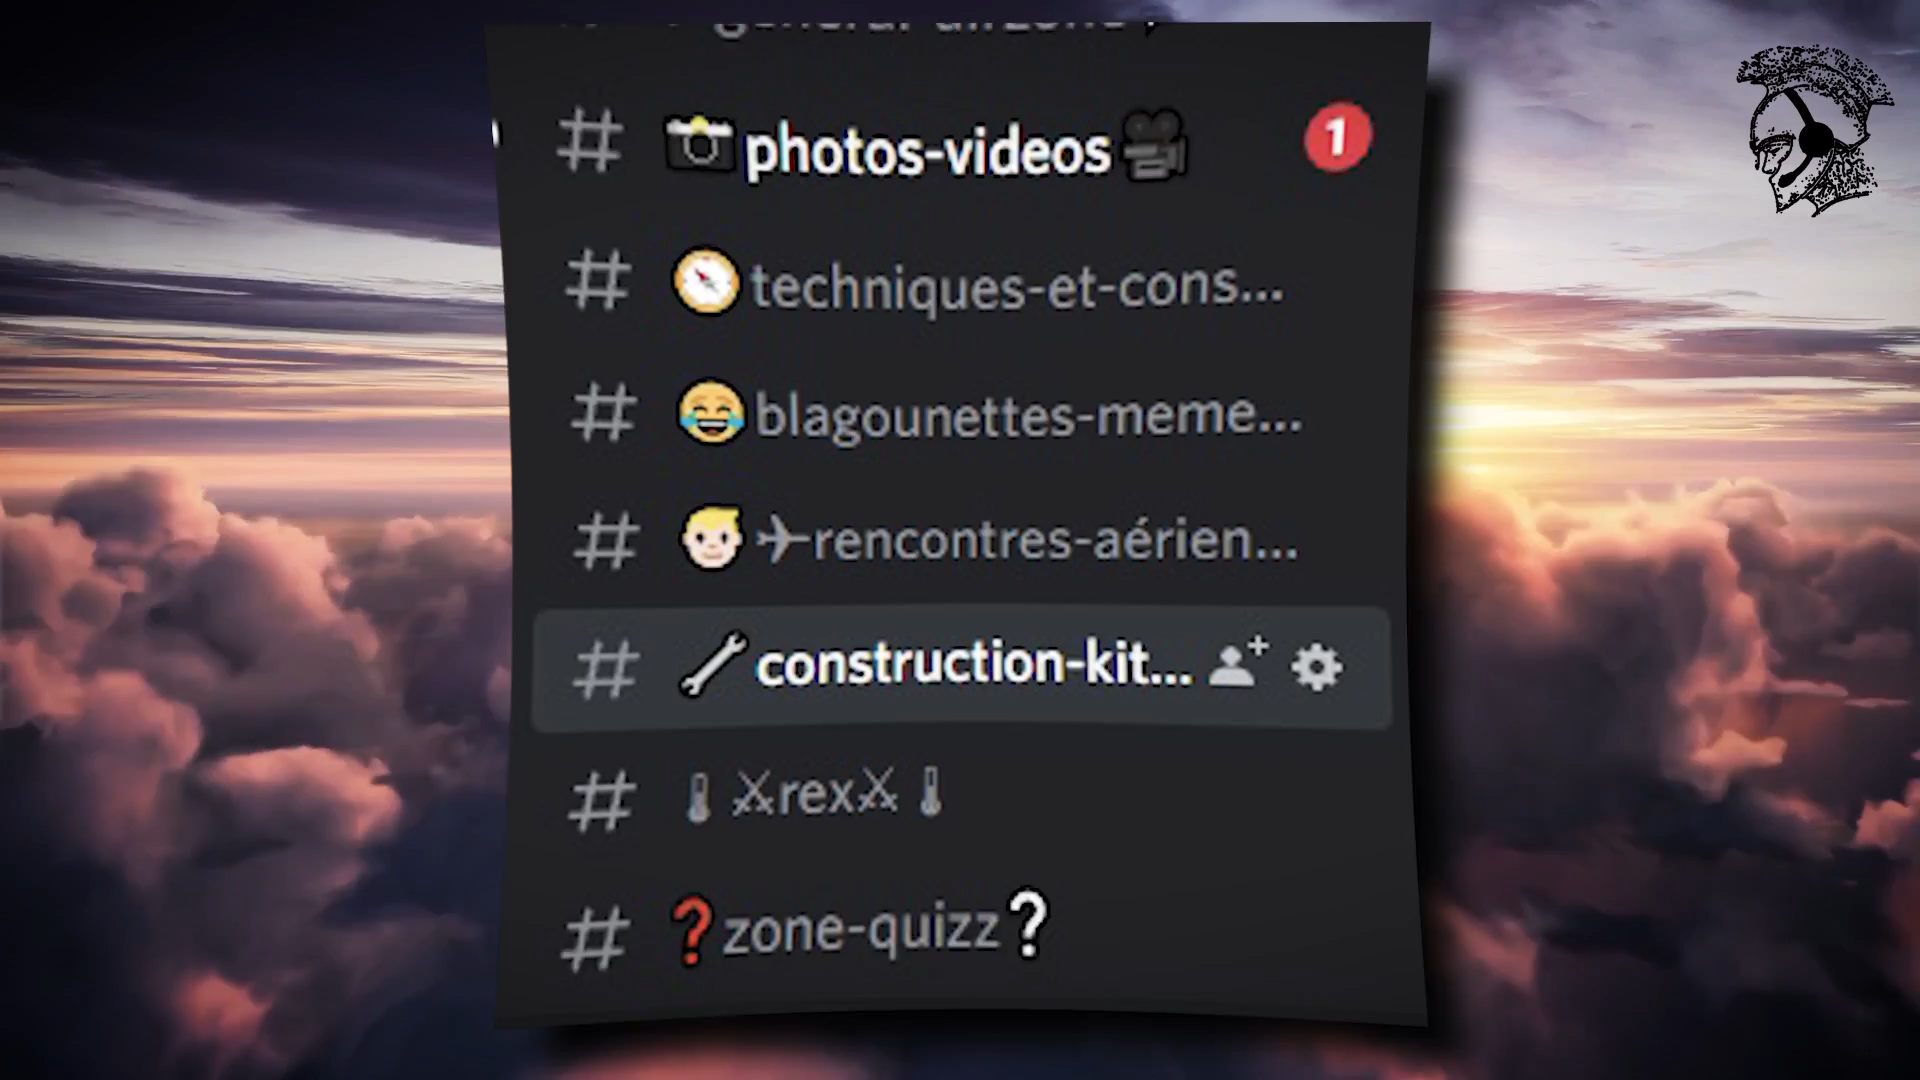 # 📷photos-videos🎥 1
# 🧭techniques-et-cons...
# 😂blagounettes-meme...
# 👱🏻✈rencontres-aérien...
# 🔧construction-kit...
# 🌡⚔rex⚔🌡
# ❓zone-quizz❔